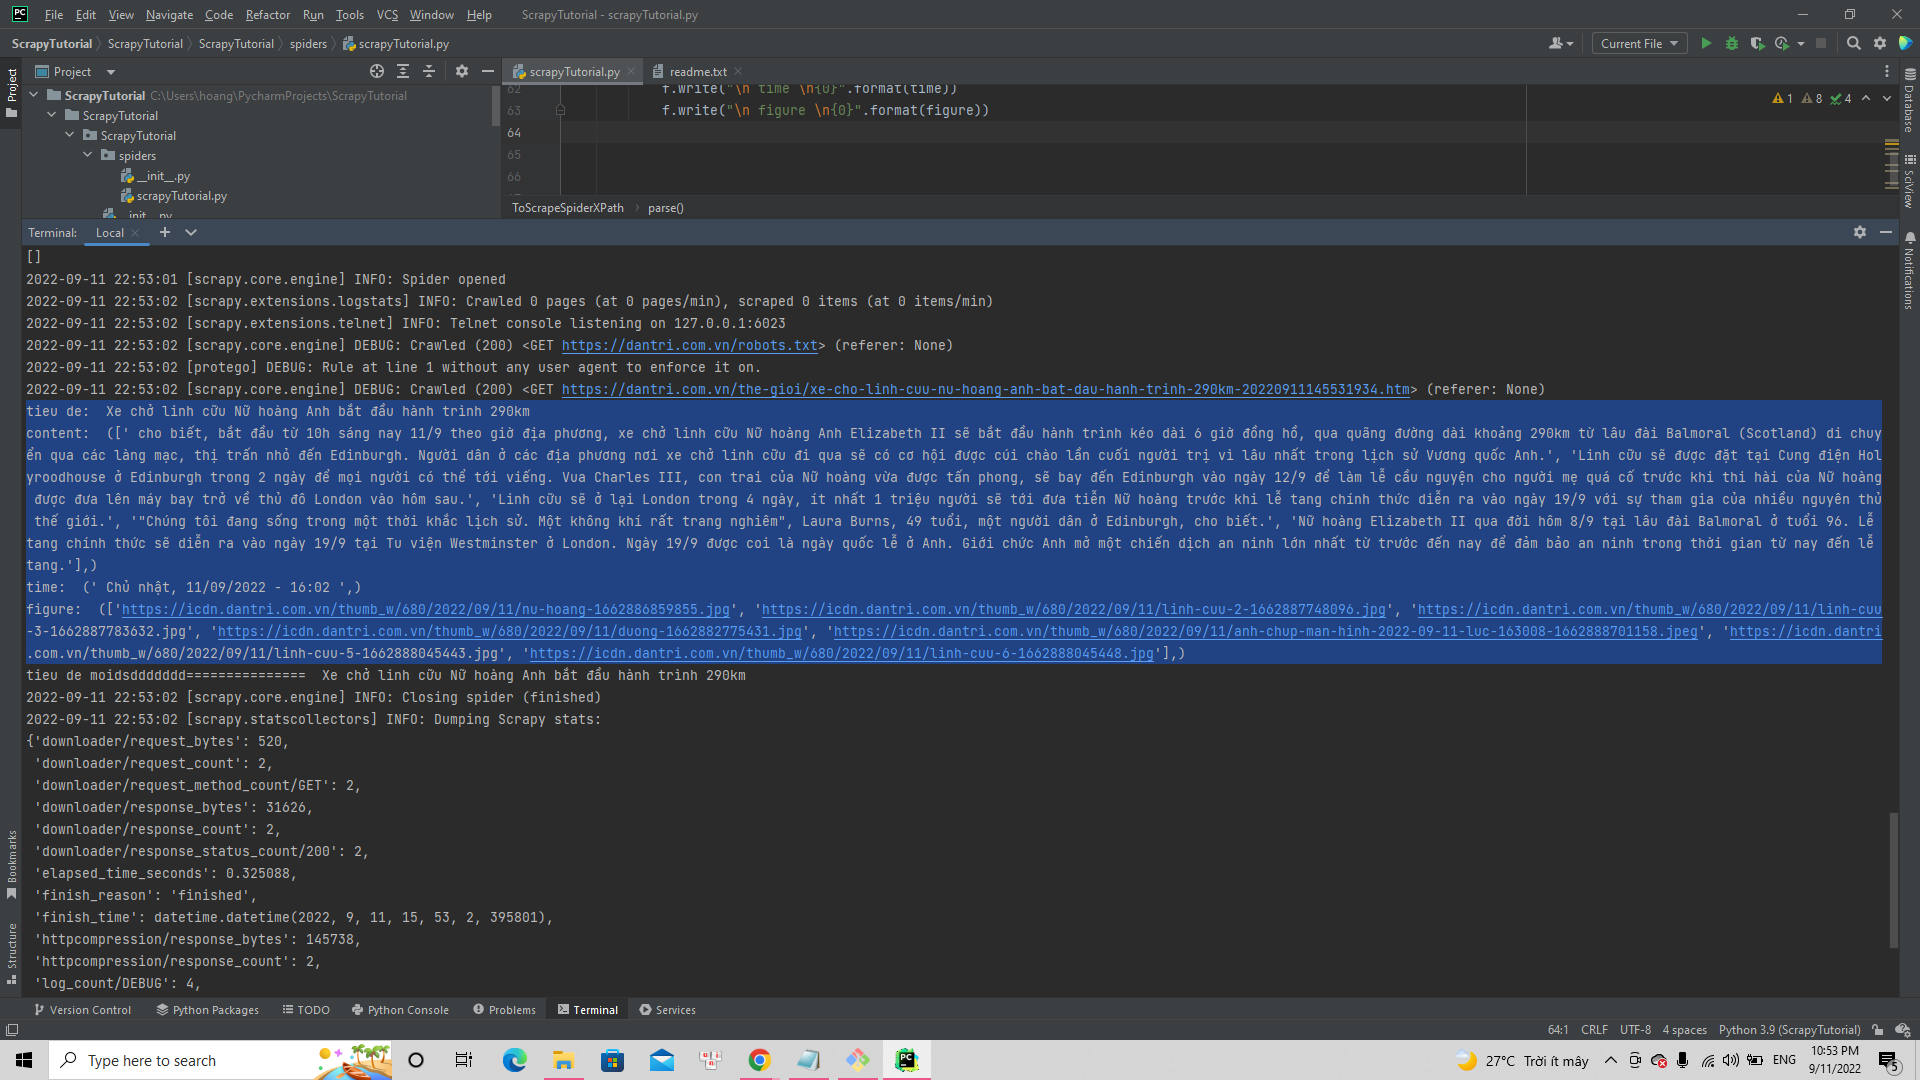 PC File Edit View Navigate Code Refactor Run Tools VCS Window Help ScrapyTutorial - scrapyTutorial.py
ScrapyTutorial ScrapyTutorial ScrapyTutorial spiders scrapyTutorial.py Current File
Project
Project scrapyTutorial.py readme.txt
ScrapyTutorial C:\Users\hoang\PycharmProjects\ScrapyTutorial
ScrapyTutorial
ScrapyTutorial
spiders
__init__.py
scrapyTutorial.py
__init__.py
62 f.write("\n time \n{0}".format(time))
63 f.write("\n figure \n{0}".format(figure))
64
65
66
1 8 4
ToScrapeSpiderXPath parse()
Database
SciView
Notifications
Terminal: Local
[]
2022-09-11 22:53:01 [scrapy.core.engine] INFO: Spider opened
2022-09-11 22:53:02 [scrapy.extensions.logstats] INFO: Crawled 0 pages (at 0 pages/min), scraped 0 items (at 0 items/min)
2022-09-11 22:53:02 [scrapy.extensions.telnet] INFO: Telnet console listening on 127.0.0.1:6023
2022-09-11 22:53:02 [scrapy.core.engine] DEBUG: Crawled (200) <GET https://dantri.com.vn/robots.txt> (referer: None)
2022-09-11 22:53:02 [protego] DEBUG: Rule at line 1 without any user agent to enforce it on.
2022-09-11 22:53:02 [scrapy.core.engine] DEBUG: Crawled (200) <GET https://dantri.com.vn/the-gioi/xe-cho-linh-cuu-nu-hoang-anh-bat-dau-hanh-trinh-290km-20220911145531934.htm> (referer: None)
tieu de:  Xe chở linh cữu Nữ hoàng Anh bắt đầu hành trình 290km
content:  ([' cho biết, bắt đầu từ 10h sáng nay 11/9 theo giờ địa phương, xe chở linh cữu Nữ hoàng Anh Elizabeth II sẽ bắt đầu hành trình kéo dài 6 giờ đồng hồ, qua quãng đường dài khoảng 290km từ lâu đài Balmoral (Scotland) di chuy
ển qua các làng mạc, thị trấn nhỏ đến Edinburgh. Người dân ở các địa phương nơi xe chở linh cữu đi qua sẽ có cơ hội được cúi chào lần cuối người trị vì lâu nhất trong lịch sử Vương quốc Anh.', 'Linh cữu sẽ được đặt tại Cung điện Hol
yroodhouse ở Edinburgh trong 2 ngày để mọi người có thể tới viếng. Vua Charles III, con trai của Nữ hoàng vừa được tấn phong, sẽ bay đến Edinburgh vào ngày 12/9 để làm lễ cầu nguyện cho người mẹ quá cố trước khi thi hài của Nữ hoàng
được đưa lên máy bay trở về thủ đô London vào hôm sau.', 'Linh cữu sẽ ở lại London trong 4 ngày, ít nhất 1 triệu người sẽ tới đưa tiễn Nữ hoàng trước khi lễ tang chính thức diễn ra vào ngày 19/9 với sự tham gia của nhiều nguyên thủ
thế giới.', '"Chúng tôi đang sống trong một thời khắc lịch sử. Một không khí rất trang nghiêm", Laura Burns, 49 tuổi, một người dân ở Edinburgh, cho biết.', 'Nữ hoàng Elizabeth II qua đời hôm 8/9 tại lâu đài Balmoral ở tuổi 96. Lễ
tang chính thức sẽ diễn ra vào ngày 19/9 tại Tu viện Westminster ở London. Ngày 19/9 được coi là ngày quốc lễ ở Anh. Giới chức Anh mở một chiến dịch an ninh lớn nhất từ trước đến nay để đảm bảo an ninh trong thời gian từ nay đến lễ
tang.'],)
time:  (' Chủ nhật, 11/09/2022 - 16:02 ',)
figure:  (['https://icdn.dantri.com.vn/thumb_w/680/2022/09/11/nu-hoang-1662886859855.jpg', 'https://icdn.dantri.com.vn/thumb_w/680/2022/09/11/linh-cuu-2-1662887748096.jpg', 'https://icdn.dantri.com.vn/thumb_w/680/2022/09/11/linh-cuu
-3-1662887783632.jpg', 'https://icdn.dantri.com.vn/thumb_w/680/2022/09/11/duong-1662882775431.jpg', 'https://icdn.dantri.com.vn/thumb_w/680/2022/09/11/anh-chup-man-hinh-2022-09-11-luc-163008-1662888701158.jpeg', 'https://icdn.dantri
.com.vn/thumb_w/680/2022/09/11/linh-cuu-5-1662888045443.jpg', 'https://icdn.dantri.com.vn/thumb_w/680/2022/09/11/linh-cuu-6-1662888045448.jpg'],)
tieu de moidsddddddd===============  Xe chở linh cữu Nữ hoàng Anh bắt đầu hành trình 290km
2022-09-11 22:53:02 [scrapy.core.engine] INFO: Closing spider (finished)
2022-09-11 22:53:02 [scrapy.statscollectors] INFO: Dumping Scrapy stats:
{'downloader/request_bytes': 520,
'downloader/request_count': 2,
'downloader/request_method_count/GET': 2,
'downloader/response_bytes': 31626,
'downloader/response_count': 2,
'downloader/response_status_count/200': 2,
'elapsed_time_seconds': 0.325088,
'finish_reason': 'finished',
'finish_time': datetime.datetime(2022, 9, 11, 15, 53, 2, 395801),
'httpcompression/response_bytes': 145738,
'httpcompression/response_count': 2,
'log_count/DEBUG': 4,
Bookmarks
Structure
Version Control Python Packages TODO Python Console Problems Terminal Services
64:1 CRLF UTF-8 4 spaces Python 3.9 (ScrapyTutorial)
Type here to search PC 27°C Trời ít mây ENG 10:53 PM
9/11/2022 5